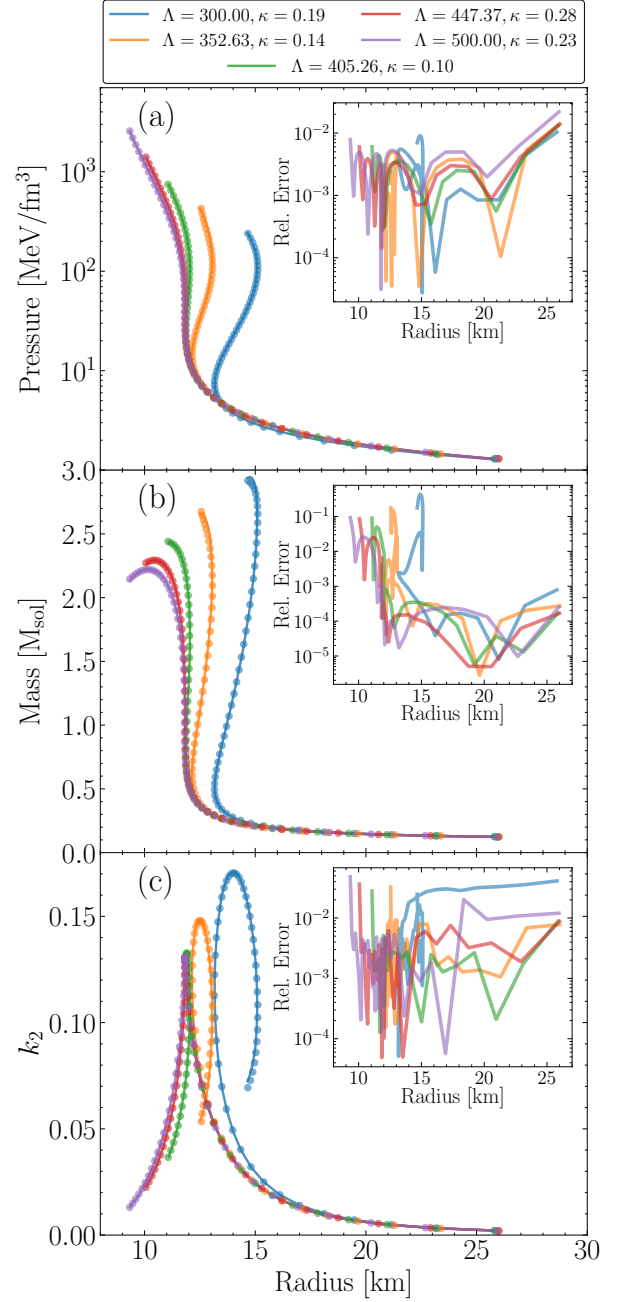 Λ = 300.00, κ = 0.19
Λ = 447.37, κ = 0.28
Λ = 352.63, κ = 0.14
Λ = 500.00, κ = 0.23
Λ = 405.26, κ = 0.10
(a)
Pressure [MeV/fm³]
10³
10²
10¹
Rel. Error
10⁻²
10⁻³
10⁻⁴
10 15 20 25
Radius [km]
(b)
Mass [M_sol]
3.0
2.5
2.0
1.5
1.0
0.5
0.0
Rel. Error
10⁻¹
10⁻²
10⁻³
10⁻⁴
10⁻⁵
10 15 20 25
Radius [km]
(c)
k₂
0.15
0.10
0.05
0.00
Rel. Error
10⁻²
10⁻³
10⁻⁴
10 15 20 25
Radius [km]
10 15 20 25 30
Radius [km]